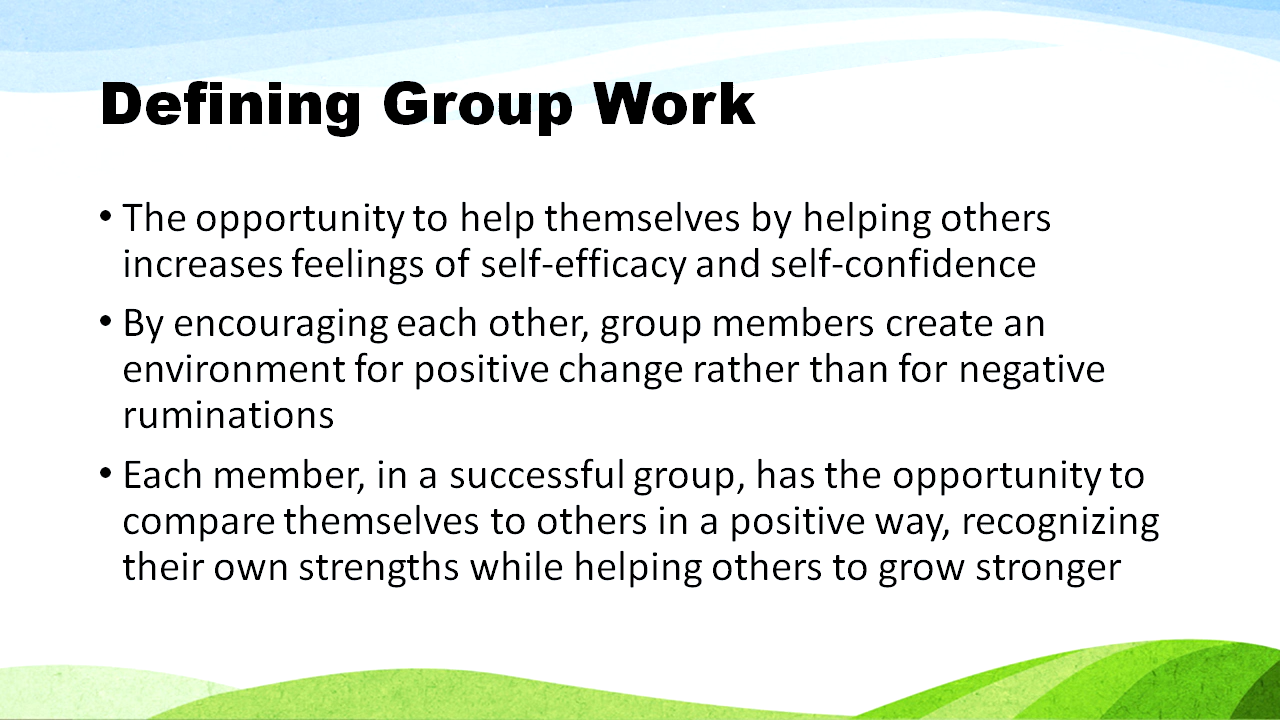 Defining Group Work
• The opportunity to help themselves by helping others
increases feelings of self-efficacy and self-confidence
• By encouraging each other, group members create an
environment for positive change rather than for negative
ruminations
• Each member, in a successful group, has the opportunity to
compare themselves to others in a positive way, recognizing
their own strengths while helping others to grow stronger